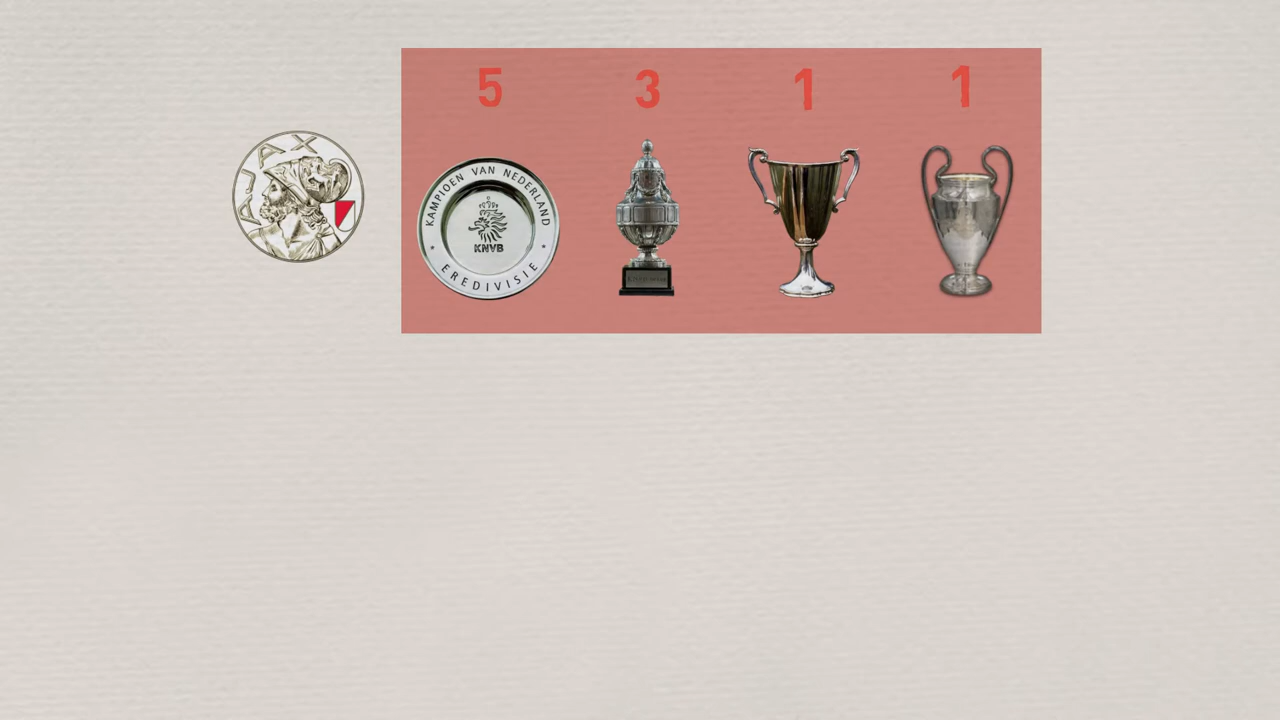 5 3 1 1
AJAX
KAMPIOEN VAN NEDERLAND
KNVB
EREDIVISIE